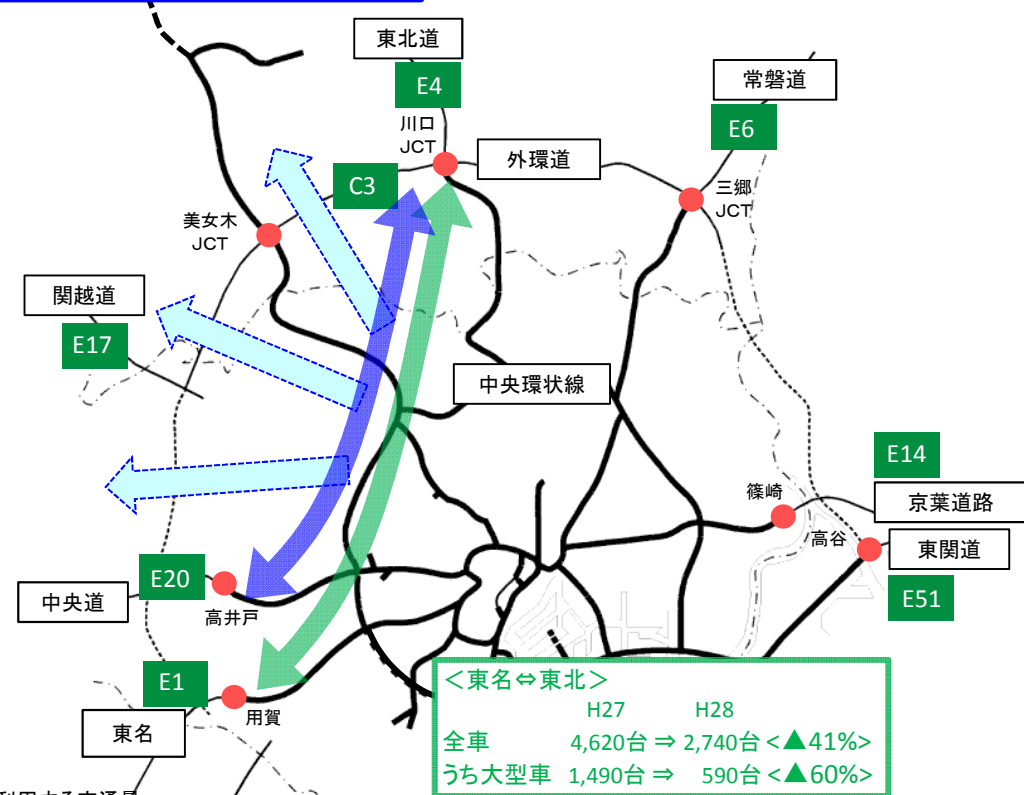 東北道
E4
常磐道
E6
川口
JCT
外環道
三郷
JCT
C3
美女木
JCT
関越道
E17
中央環状線
E14
京葉道路
篠崎
高谷
東関道
E51
E20
中央道
高井戸
E1
用賀
東名
＜東名⇔東北＞
H27 H28
全車 4,620台 ⇒ 2,740台 <▲41%>
うち大型車 1,490台 ⇒ 590台 <▲60%>